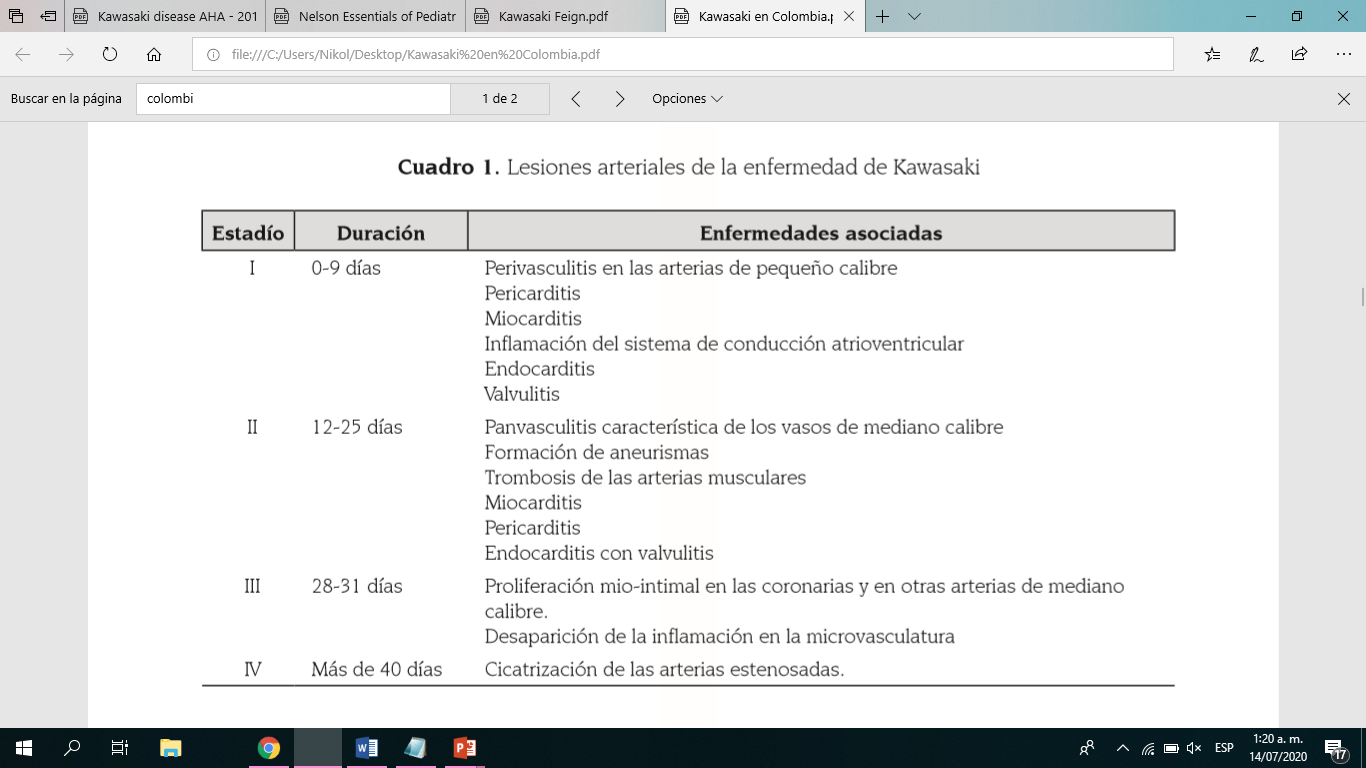 Kawasaki disease AHA - 201
Nelson Essentials of Pediatr
Kawasaki Feign.pdf
Kawasaki en Colombia.p
file:///C:/Users/Nikol/Desktop/Kawasaki%20en%20Colombia.pdf
Buscar en la página
colombi
1 de 2
Opciones
Cuadro 1. Lesiones arteriales de la enfermedad de Kawasaki
Estadío Duración Enfermedades asociadas
I 0-9 días Perivasculitis en las arterias de pequeño calibre
Pericarditis
Miocarditis
Inflamación del sistema de conducción atrioventricular
Endocarditis
Valvulitis
II 12-25 días Panvasculitis característica de los vasos de mediano calibre
Formación de aneurismas
Trombosis de las arterias musculares
Miocarditis
Pericarditis
Endocarditis con valvulitis
III 28-31 días Proliferación mio-intimal en las coronarias y en otras arterias de mediano
calibre.
Desaparición de la inflamación en la microvasculatura
IV Más de 40 días Cicatrización de las arterias estenosadas.
ESP
1:20 a. m.
14/07/2020
17